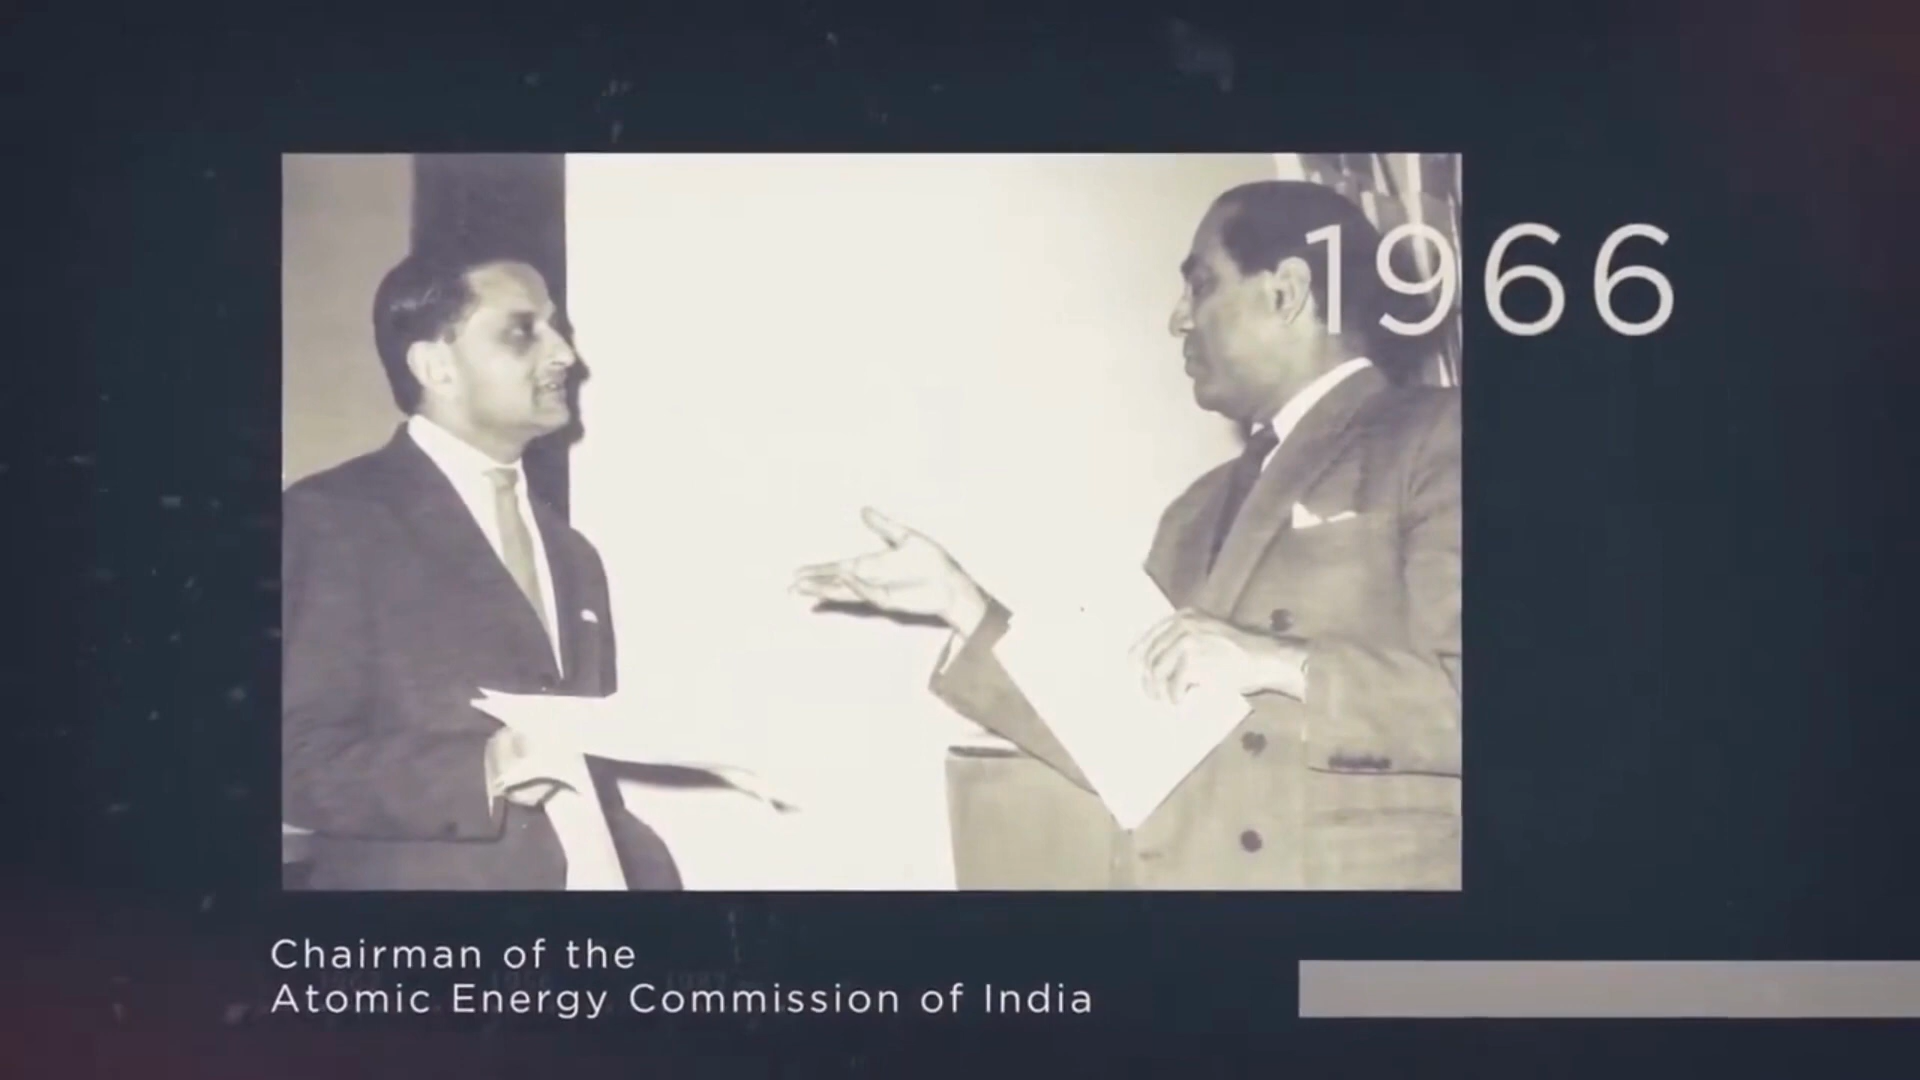 1966
Chairman of the
Atomic Energy Commission of India